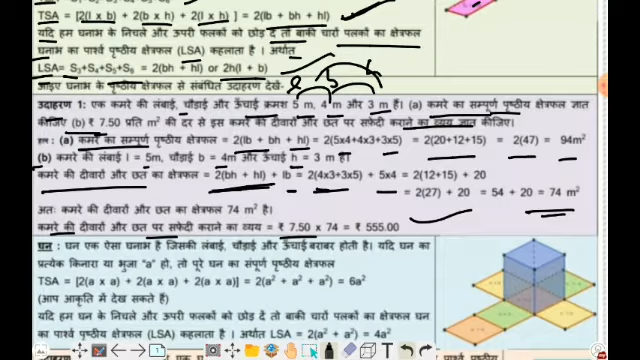 TSA = [2(l x b) + 2(b x h) + 2(l x h) ] = 2(lb + bh + hl)
यदि हम घनाभ के निचले और ऊपरी फलकों को छोड़ दें तो बाकी चारों पलकों का क्षेत्रफल
घनाभ का पार्श्व पृष्ठीय क्षेत्रफल (LSA) कहलाता है । अर्थात
LSA= S3+S4+S5+S6 = 2(bh + hl) or 2h(l + b)
आइए घनाभ के पृष्ठीय क्षेत्रफल से संबंधित उदाहरण देखें-
उदाहरण 1: एक कमरे की लंबाई, चौड़ाई और ऊँचाई क्रमश 5 m, 4 m और 3 m हैं। (a) कमरे का सम्पूर्ण पृष्ठीय क्षेत्रफल ज्ञात
कीजिए (b) ₹ 7.50 प्रति m² की दर से इस कमरे की दीवारों और छत पर सफेदी कराने का व्यय ज्ञात कीजिए।
हल : (a) कमरे का सम्पूर्ण पृष्ठीय क्षेत्रफल = 2(lb + bh + hl) = 2(5x4+4x3+3x5) = 2(20+12+15) = 2(47) = 94m²
(b) कमरे की लंबाई l = 5m, चौड़ाई b = 4m और ऊंचाई h = 3 m है
कमरे की दीवारों और छत का क्षेत्रफल = 2(bh + hl) + lb = 2(4x3+3x5) + 5x4 = 2(12+15) + 20
= 2(27) + 20 = 54 + 20 = 74 m²
अतः कमरे की दीवारों और छत का क्षेत्रफल 74 m² है।
कमरे की दीवारों और छत पर सफेदी कराने का व्यय = ₹ 7.50 x 74 = ₹ 555.00
घन : घन एक ऐसा घनाभ है जिसकी लंबाई, चौड़ाई और ऊँचाई बराबर होती है। यदि घन का
प्रत्येक किनारा या भुजा "a" हो, तो पूरे घन का संपूर्ण पृष्ठीय क्षेत्रफल
TSA = [2(a x a) + 2(a x a) + 2(a x a) ] = 2(a² + a² + a²) = 6a²
(आप आकृति में देख सकते हैं)
यदि हम घन के निचले और ऊपरी फलकों को छोड़ दें तो बाकी चारों फलकों का क्षेत्रफल घन
का पार्श्व पृष्ठीय क्षेत्रफल (LSA) कहलाता है । अर्थात LSA = 2(a² + a²) = 4a²